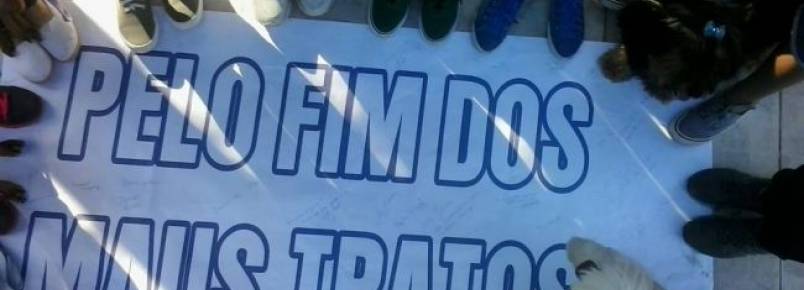 PELO FIM DOS
MAUS TRATOS